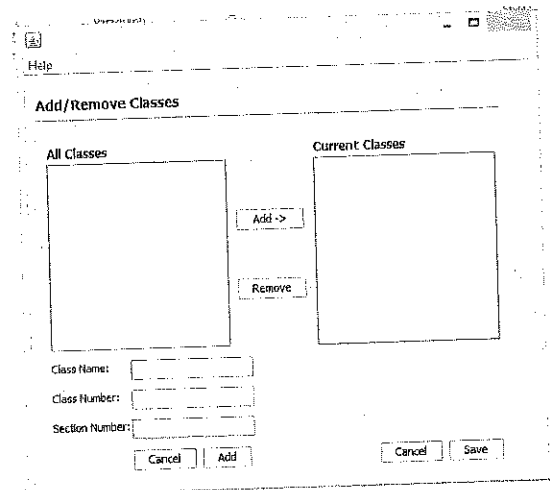 Help
Add/Remove Classes
All Classes
Current Classes
Add ->
Remove
Class Name:
Class Number:
Section Number:
Cancel
Add
Cancel
Save